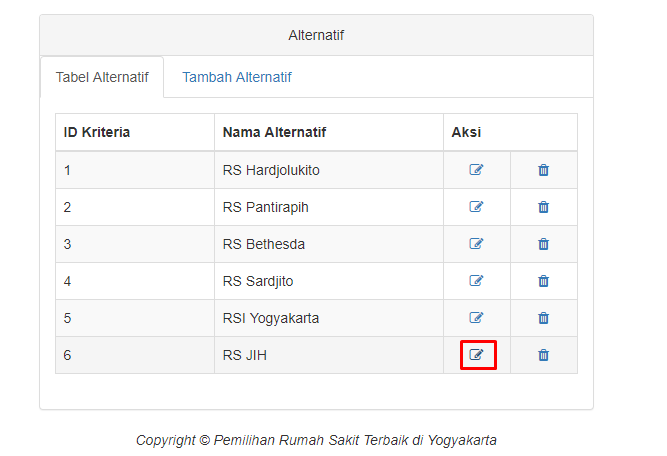 Alternatif
Tabel Alternatif Tambah Alternatif
ID Kriteria Nama Alternatif Aksi
1 RS Hardjolukito
2 RS Pantirapih
3 RS Bethesda
4 RS Sardjito
5 RSI Yogyakarta
6 RS JIH
Copyright © Pemilihan Rumah Sakit Terbaik di Yogyakarta